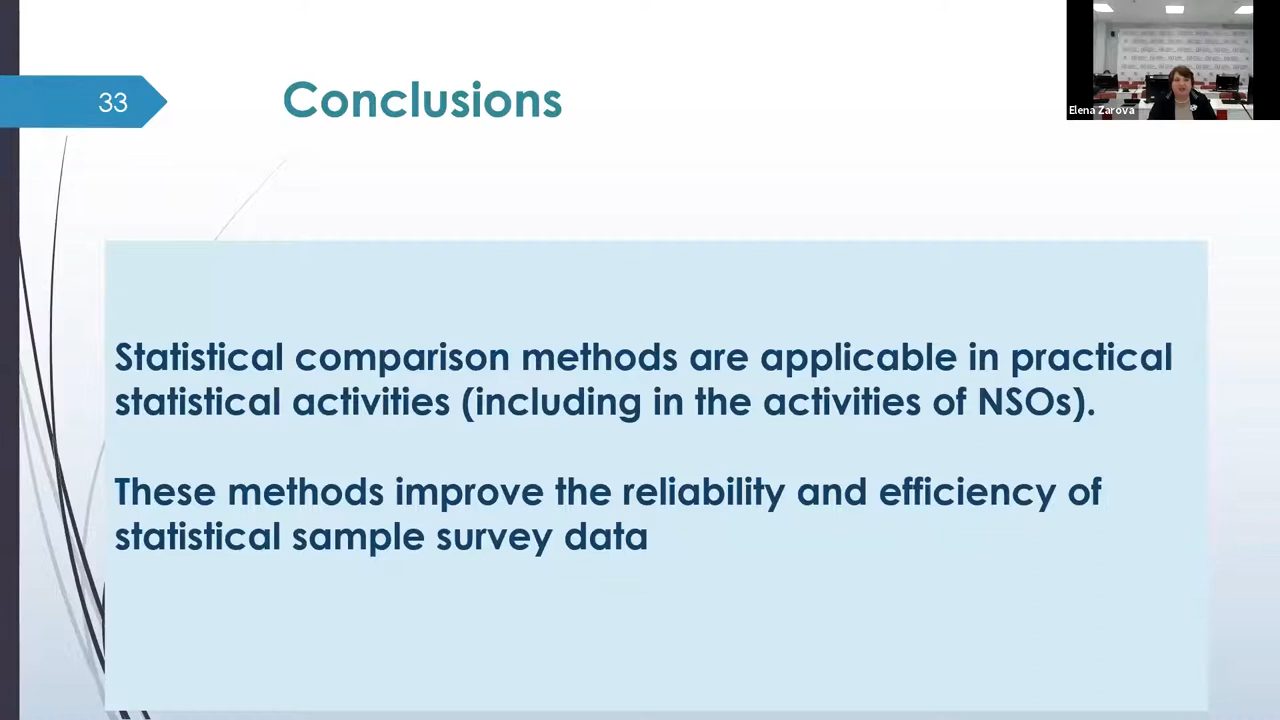 33
Conclusions
Elena Zarova
Statistical comparison methods are applicable in practical
statistical activities (including in the activities of NSOs).
These methods improve the reliability and efficiency of
statistical sample survey data